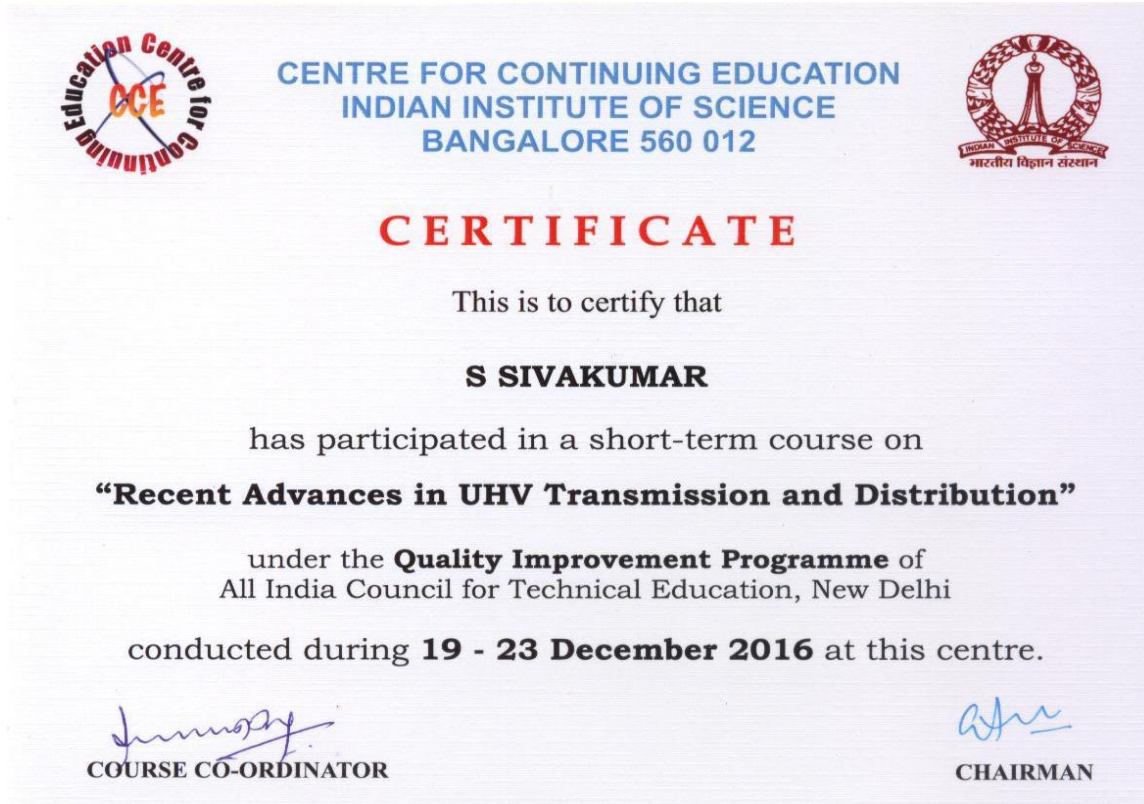 Centre for Continuing Education
CCE
CENTRE FOR CONTINUING EDUCATION
INDIAN INSTITUTE OF SCIENCE
BANGALORE 560 012
INDIAN INSTITUTE OF SCIENCE
भारतीय विज्ञान संस्थान
CERTIFICATE
This is to certify that
S SIVAKUMAR
has participated in a short-term course on
“Recent Advances in UHV Transmission and Distribution”
under the Quality Improvement Programme of
All India Council for Technical Education, New Delhi
conducted during 19 - 23 December 2016 at this centre.
COURSE CO-ORDINATOR
CHAIRMAN